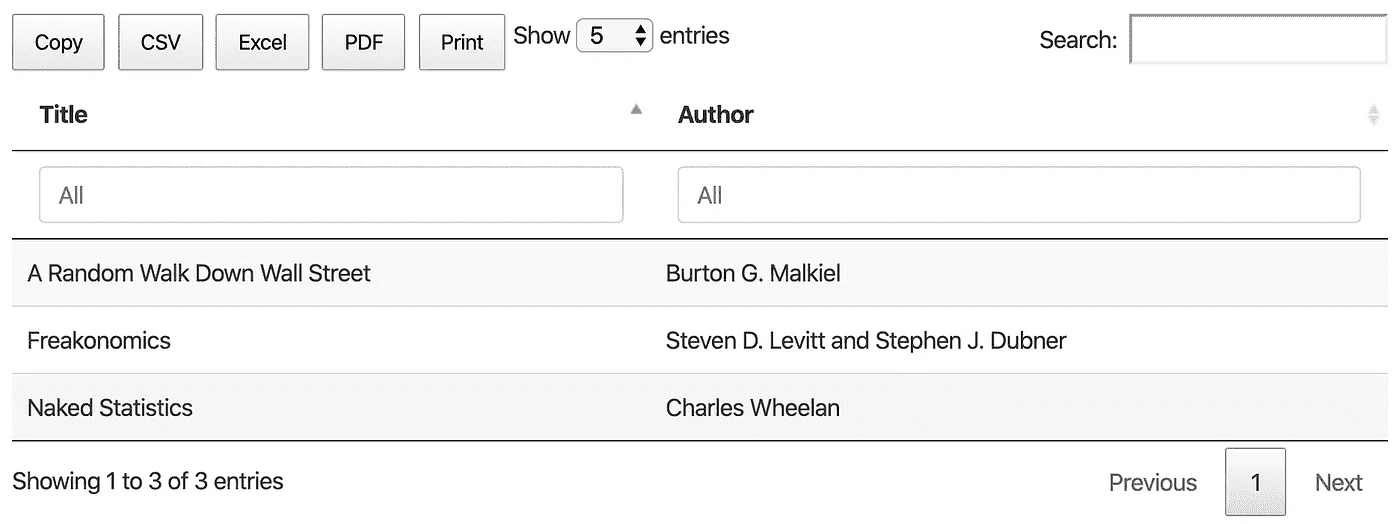 Copy CSV Excel PDF Print Show 5 entries Search:
Title Author
All All
A Random Walk Down Wall Street Burton G. Malkiel
Freakonomics Steven D. Levitt and Stephen J. Dubner
Naked Statistics Charles Wheelan
Showing 1 to 3 of 3 entries Previous 1 Next